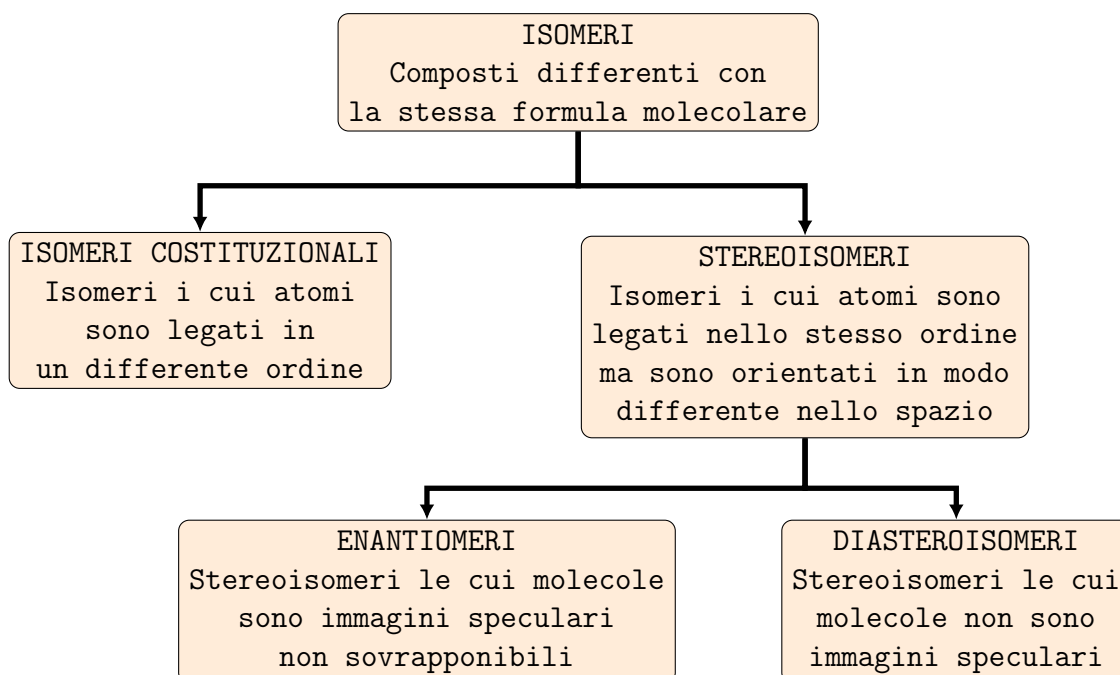 ISOMERI
Composti differenti con
la stessa formula molecolare
ISOMERI COSTITUZIONALI
Isomeri i cui atomi
sono legati in
un differente ordine
STEREOISOMERI
Isomeri i cui atomi sono
legati nello stesso ordine
ma sono orientati in modo
differente nello spazio
ENANTIOMERI
Stereoisomeri le cui molecole
sono immagini speculari
non sovrapponibili
DIASTEROISOMERI
Stereoisomeri le cui
molecole non sono
immagini speculari